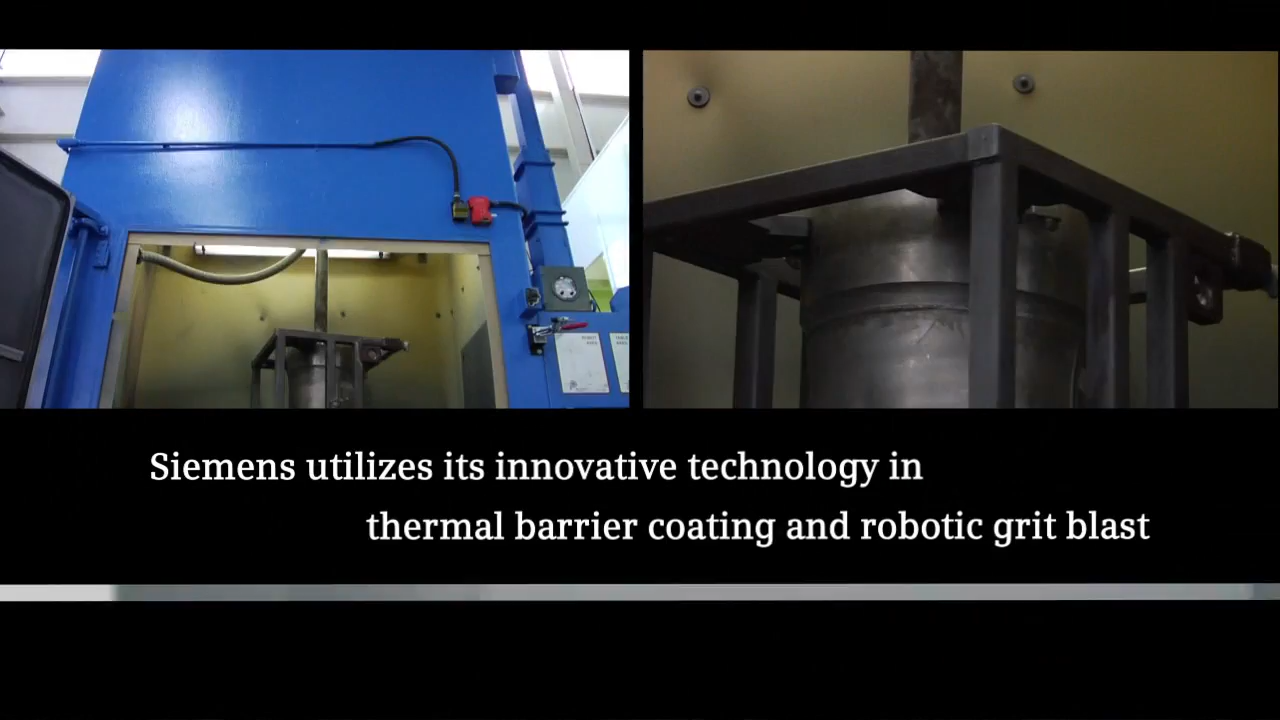 Siemens utilizes its innovative technology in
thermal barrier coating and robotic grit blast